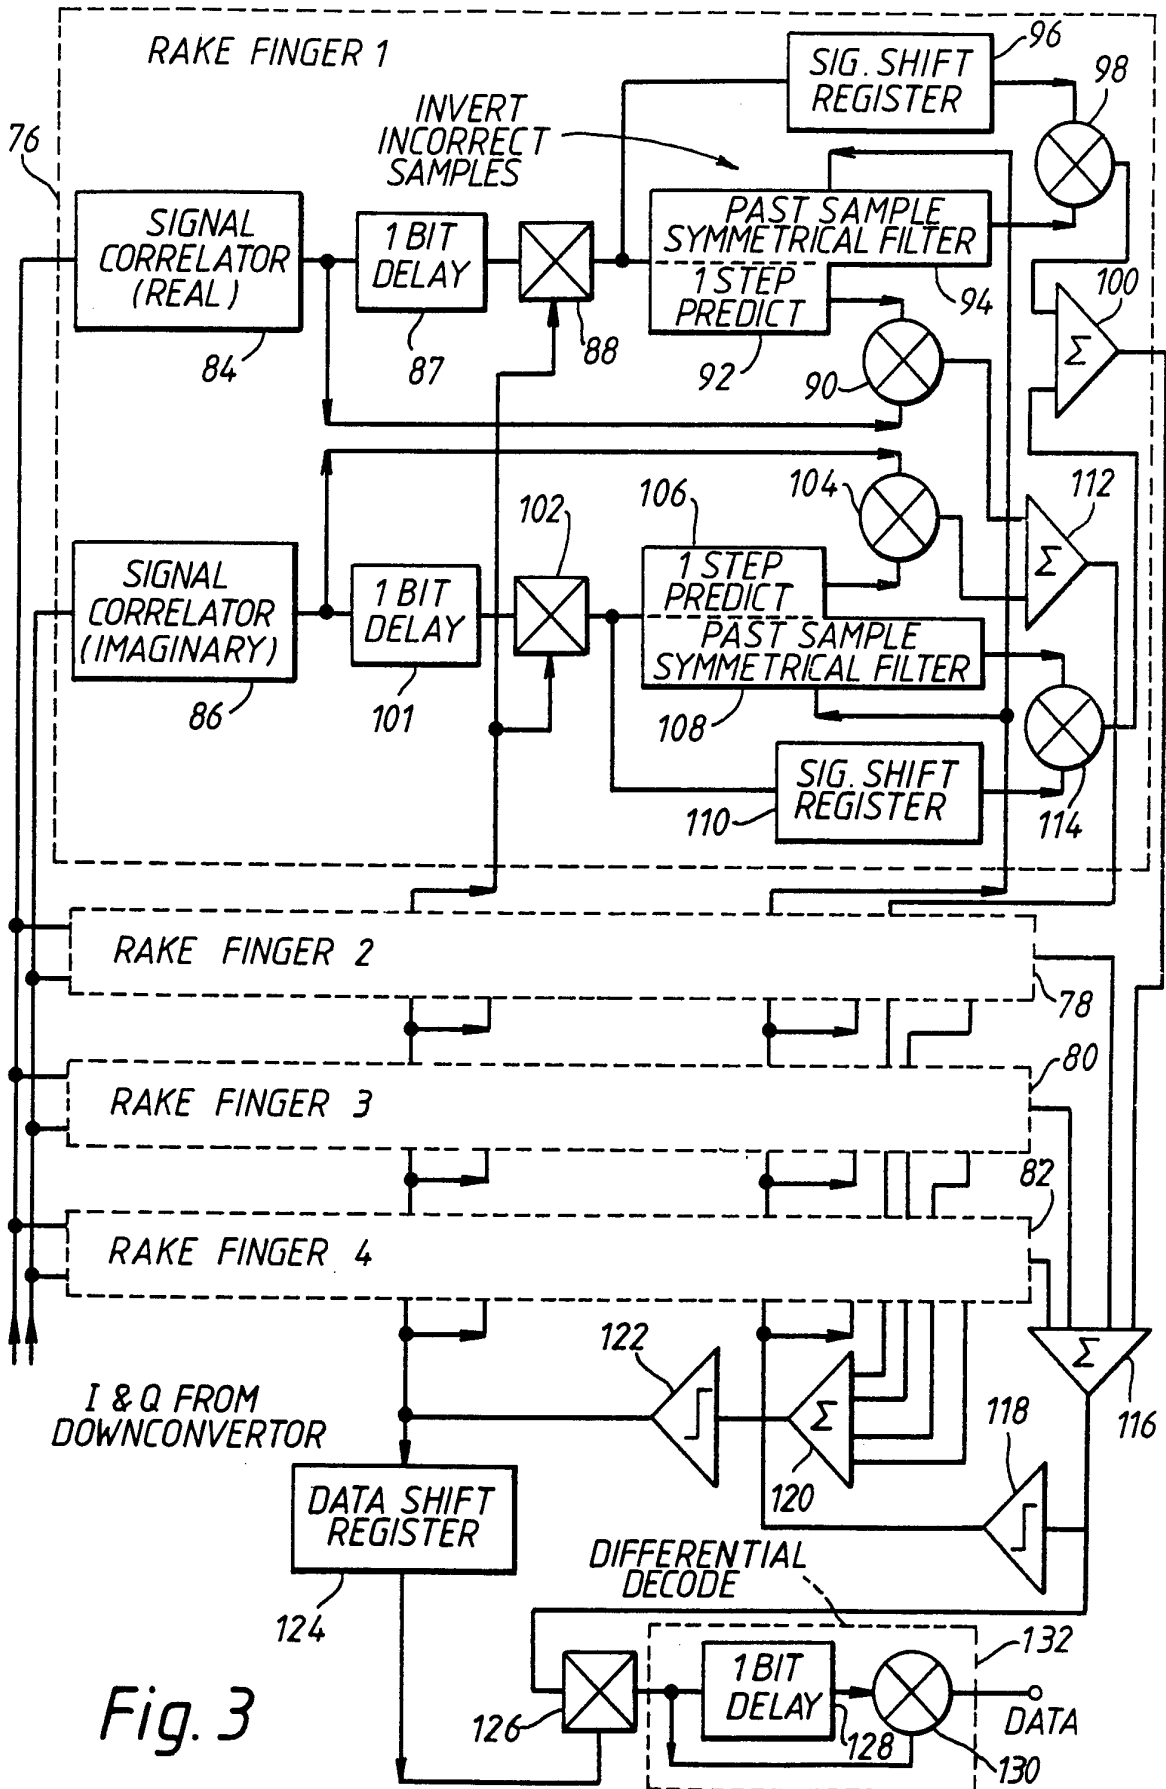 RAKE FINGER 1
96
SIG. SHIFT
REGISTER
98
INVERT
INCORRECT
SAMPLES
76
SIGNAL
CORRELATOR
(REAL)
84
1 BIT
DELAY
87
88
PAST SAMPLE
SYMMETRICAL FILTER
94
1 STEP
PREDICT
92
90
100
Σ
SIGNAL
CORRELATOR
(IMAGINARY)
86
1 BIT
DELAY
101
102
106
104
1 STEP
PREDICT
PAST SAMPLE
SYMMETRICAL FILTER
108
112
Σ
SIG. SHIFT
REGISTER
110
114
RAKE FINGER 2
78
RAKE FINGER 3
80
RAKE FINGER 4
82
I & Q FROM
DOWNCONVERTOR
122
Σ
120
Σ
116
118
DATA SHIFT
REGISTER
124
DIFFERENTIAL
DECODE
132
126
1 BIT
DELAY
128
130
DATA
Fig. 3